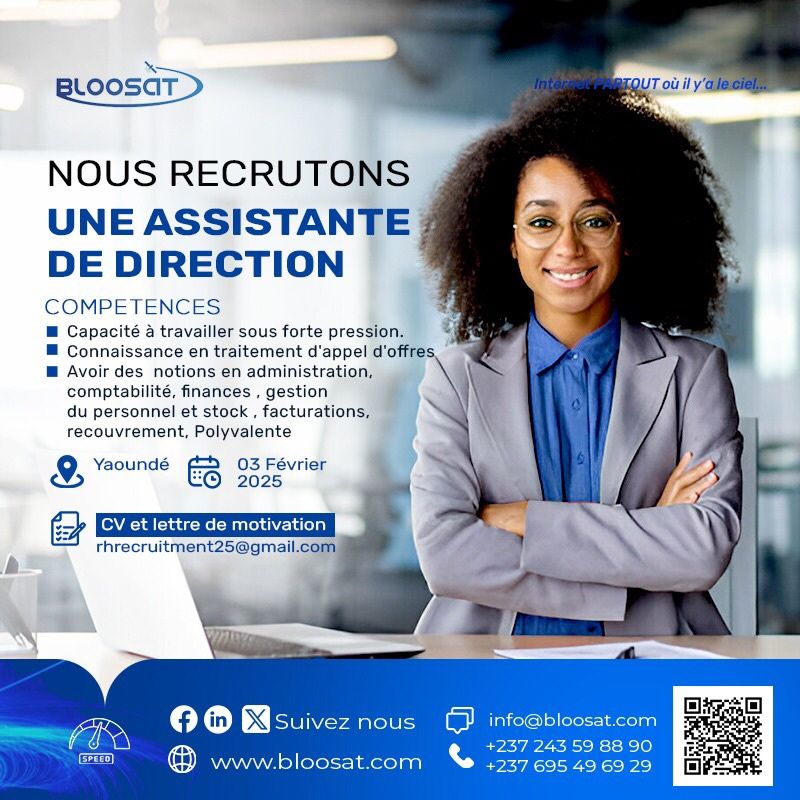 BLOOSAT
Internet PARTOUT où il y'a le ciel...
NOUS RECRUTONS
UNE ASSISTANTE
DE DIRECTION
COMPETENCES
Capacité à travailler sous forte pression.
Connaissance en traitement d'appel d'offres
Avoir des notions en administration,
comptabilité, finances , gestion
du personnel et stock , facturations,
recouvrement, Polyvalente
Yaoundé
03 Février
2025
CV et lettre de motivation
rhrecruitment25@gmail.com
SPEED
Suivez nous
www.bloosat.com
info@bloosat.com
+237 243 59 88 90
+237 695 49 69 29